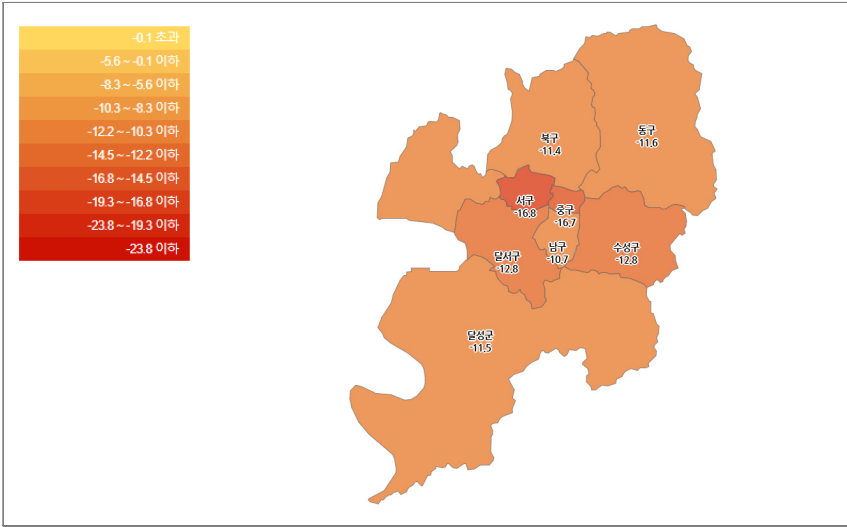 -0.1 초과
-5.6 ~ -0.1 이하
-8.3 ~ -5.6 이하
-10.3 ~ -8.3 이하
-12.2 ~ -10.3 이하
-14.5 ~ -12.2 이하
-16.8 ~ -14.5 이하
-19.3 ~ -16.8 이하
-23.8 ~ -19.3 이하
-23.8 이하
동구
-11.6
북구
-11.4
서구
-16.8
중구
-16.7
남구
-10.7
수성구
-12.8
달서구
-12.8
달성군
-11.5